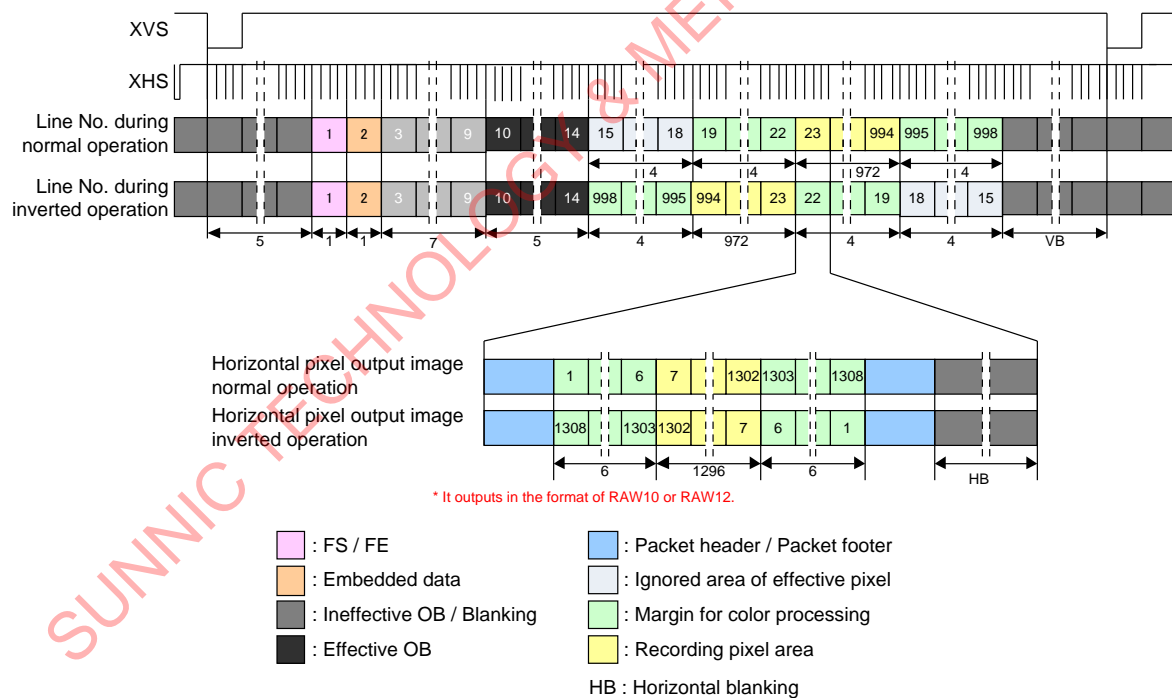 XVS
XHS
Line No. during
normal operation
1 2 3 9 10 14 15 18 19 22 23 994 995 998
4 4 972 4
Line No. during
inverted operation
1 2 3 9 10 14 998 995 994 23 22 19 18 15
5 1 1 7 5 4 972 4 4 VB
Horizontal pixel output image
normal operation
1 6 7 1302 1303 1308
Horizontal pixel output image
inverted operation
1308 1303 1302 7 6 1
6 1296 6 HB
* It outputs in the format of RAW10 or RAW12.
: FS / FE
: Embedded data
: Ineffective OB / Blanking
: Effective OB
: Packet header / Packet footer
: Ignored area of effective pixel
: Margin for color processing
: Recording pixel area
HB : Horizontal blanking
SUNNIC TECHNOLOGY & ME